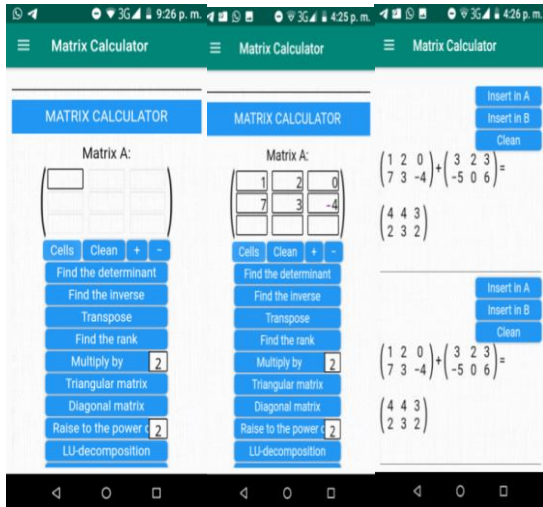 3G 9:26 p. m.
Matrix Calculator
MATRIX CALCULATOR
Matrix A:
Cells Clean + -
Find the determinant
Find the inverse
Transpose
Find the rank
Multiply by 2
Triangular matrix
Diagonal matrix
Raise to the power 2
LU-decomposition
3G 4:25 p. m.
Matrix Calculator
MATRIX CALCULATOR
Matrix A:
1 2 0
7 3 -4
Cells Clean + -
Find the determinant
Find the inverse
Transpose
Find the rank
Multiply by 2
Triangular matrix
Diagonal matrix
Raise to the power 2
LU-decomposition
3G 4:26 p. m.
Matrix Calculator
Insert in A
Insert in B
Clean
(1 2 0)+(3 2 3)=
(7 3 -4) (-5 0 6)
(4 4 3)
(2 3 2)
Insert in A
Insert in B
Clean
(1 2 0)+(3 2 3)=
(7 3 -4) (-5 0 6)
(4 4 3)
(2 3 2)